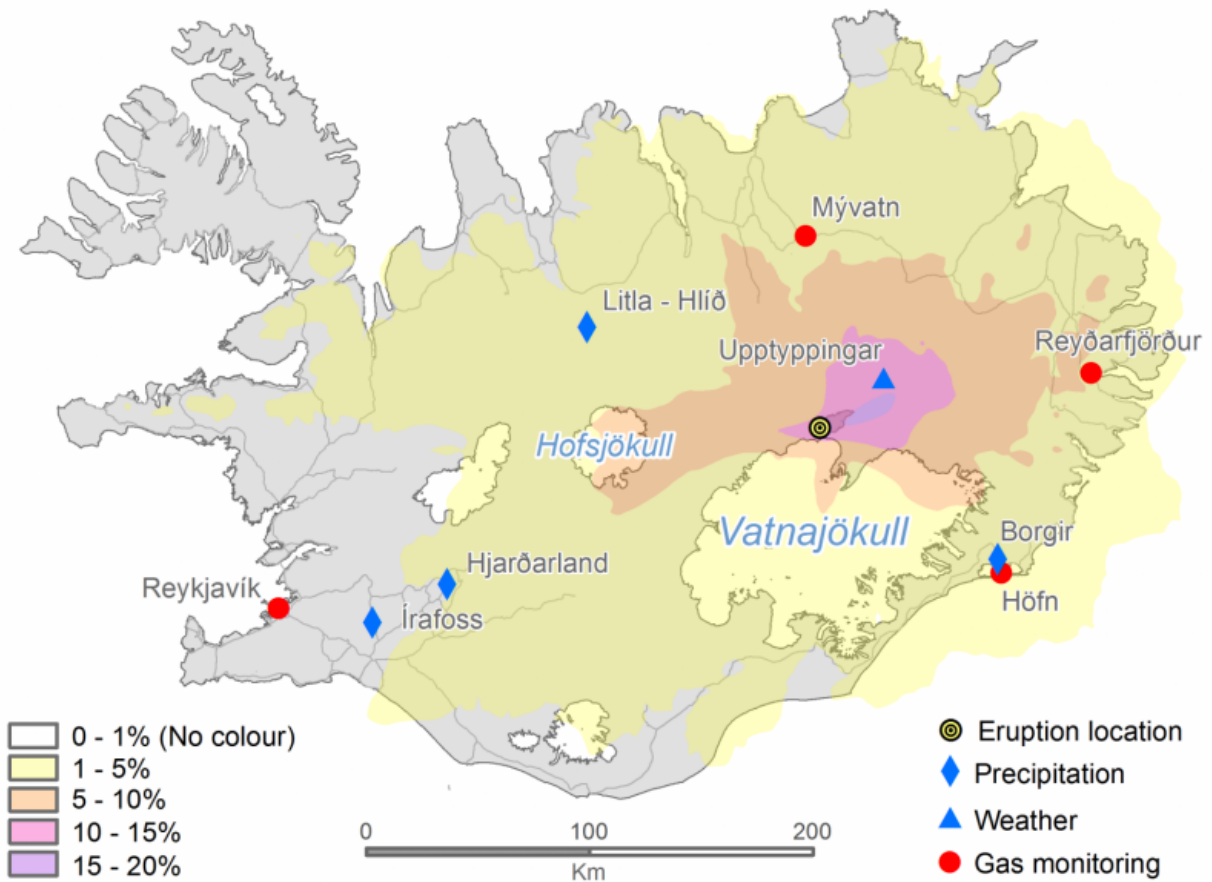 Mývatn
Litla - Hlíð
Upptyppingar
Reyðarfjörður
Hofsjökull
Vatnajökull
Borgir
Hjarðarland
Reykjavík
Írafoss
Höfn
0 - 1% (No colour)
1 - 5%
5 - 10%
10 - 15%
15 - 20%
0 100 200
Km
Eruption location
Precipitation
Weather
Gas monitoring